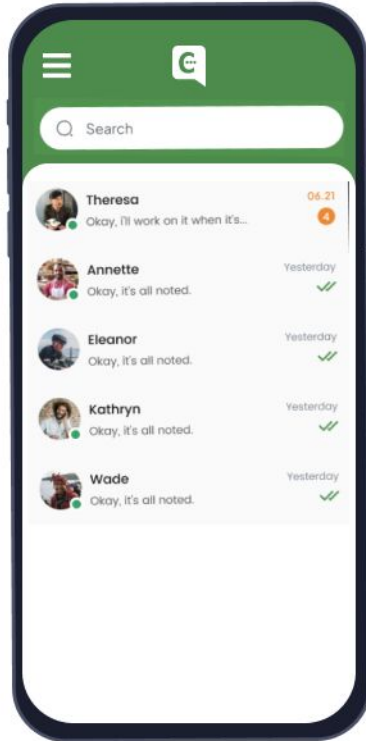 C
Search
Theresa
06.21
Okay, i'll work on it when it's...
4
Annette
Yesterday
Okay, it's all noted.
Eleanor
Yesterday
Okay, it's all noted.
Kathryn
Yesterday
Okay, it's all noted.
Wade
Yesterday
Okay, it's all noted.